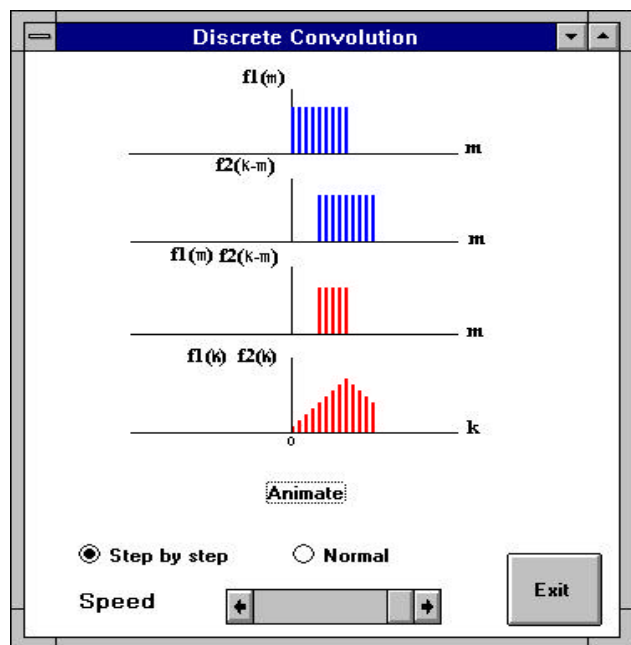 Discrete Convolution
f1(m)
m
f2(k-m)
m
f1(m) f2(k-m)
m
f1(k) f2(k)
k
0
Animate
Step by step
Normal
Speed
Exit